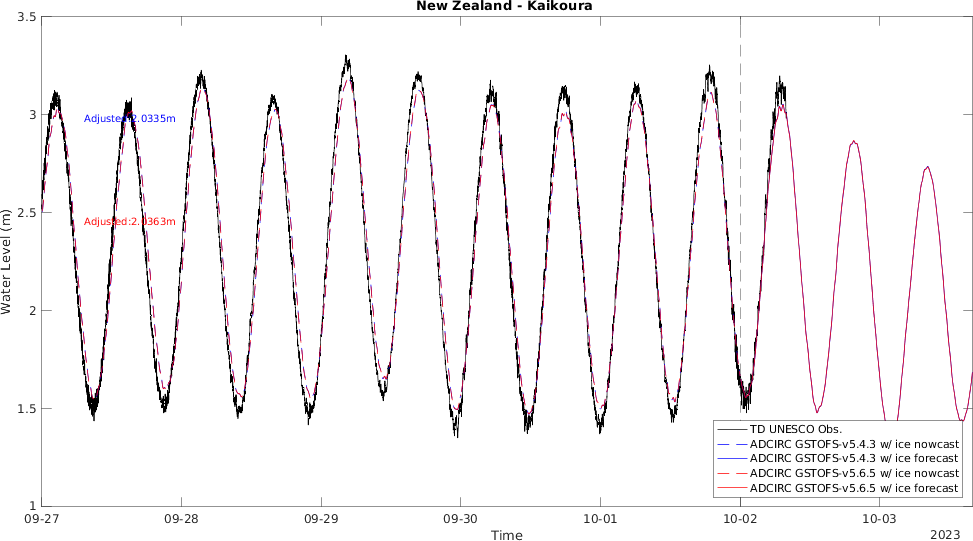 New Zealand - Kaikoura
3.5
3
2.5
2
1.5
1
Water Level (m)
Adjusted:2.0335m
Adjusted:2.0363m
TD UNESCO Obs.
ADCIRC GSTOFS-v5.4.3 w/ ice nowcast
ADCIRC GSTOFS-v5.4.3 w/ ice forecast
ADCIRC GSTOFS-v5.6.5 w/ ice nowcast
ADCIRC GSTOFS-v5.6.5 w/ ice forecast
09-27 09-28 09-29 09-30 10-01 10-02 10-03
Time
2023